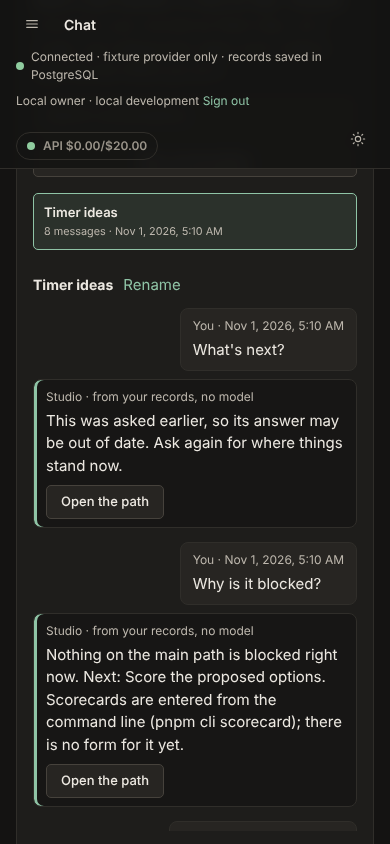 Chat
Connected · fixture provider only · records saved in
PostgreSQL
Local owner · local development Sign out
API $0.00/$20.00
Timer ideas
8 messages · Nov 1, 2026, 5:10 AM
Timer ideas Rename
You · Nov 1, 2026, 5:10 AM
What's next?
Studio · from your records, no model
This was asked earlier, so its answer may
be out of date. Ask again for where things
stand now.
Open the path
You · Nov 1, 2026, 5:10 AM
Why is it blocked?
Studio · from your records, no model
Nothing on the main path is blocked right
now. Next: Score the proposed options.
Scorecards are entered from the
command line (pnpm cli scorecard); there
is no form for it yet.
Open the path